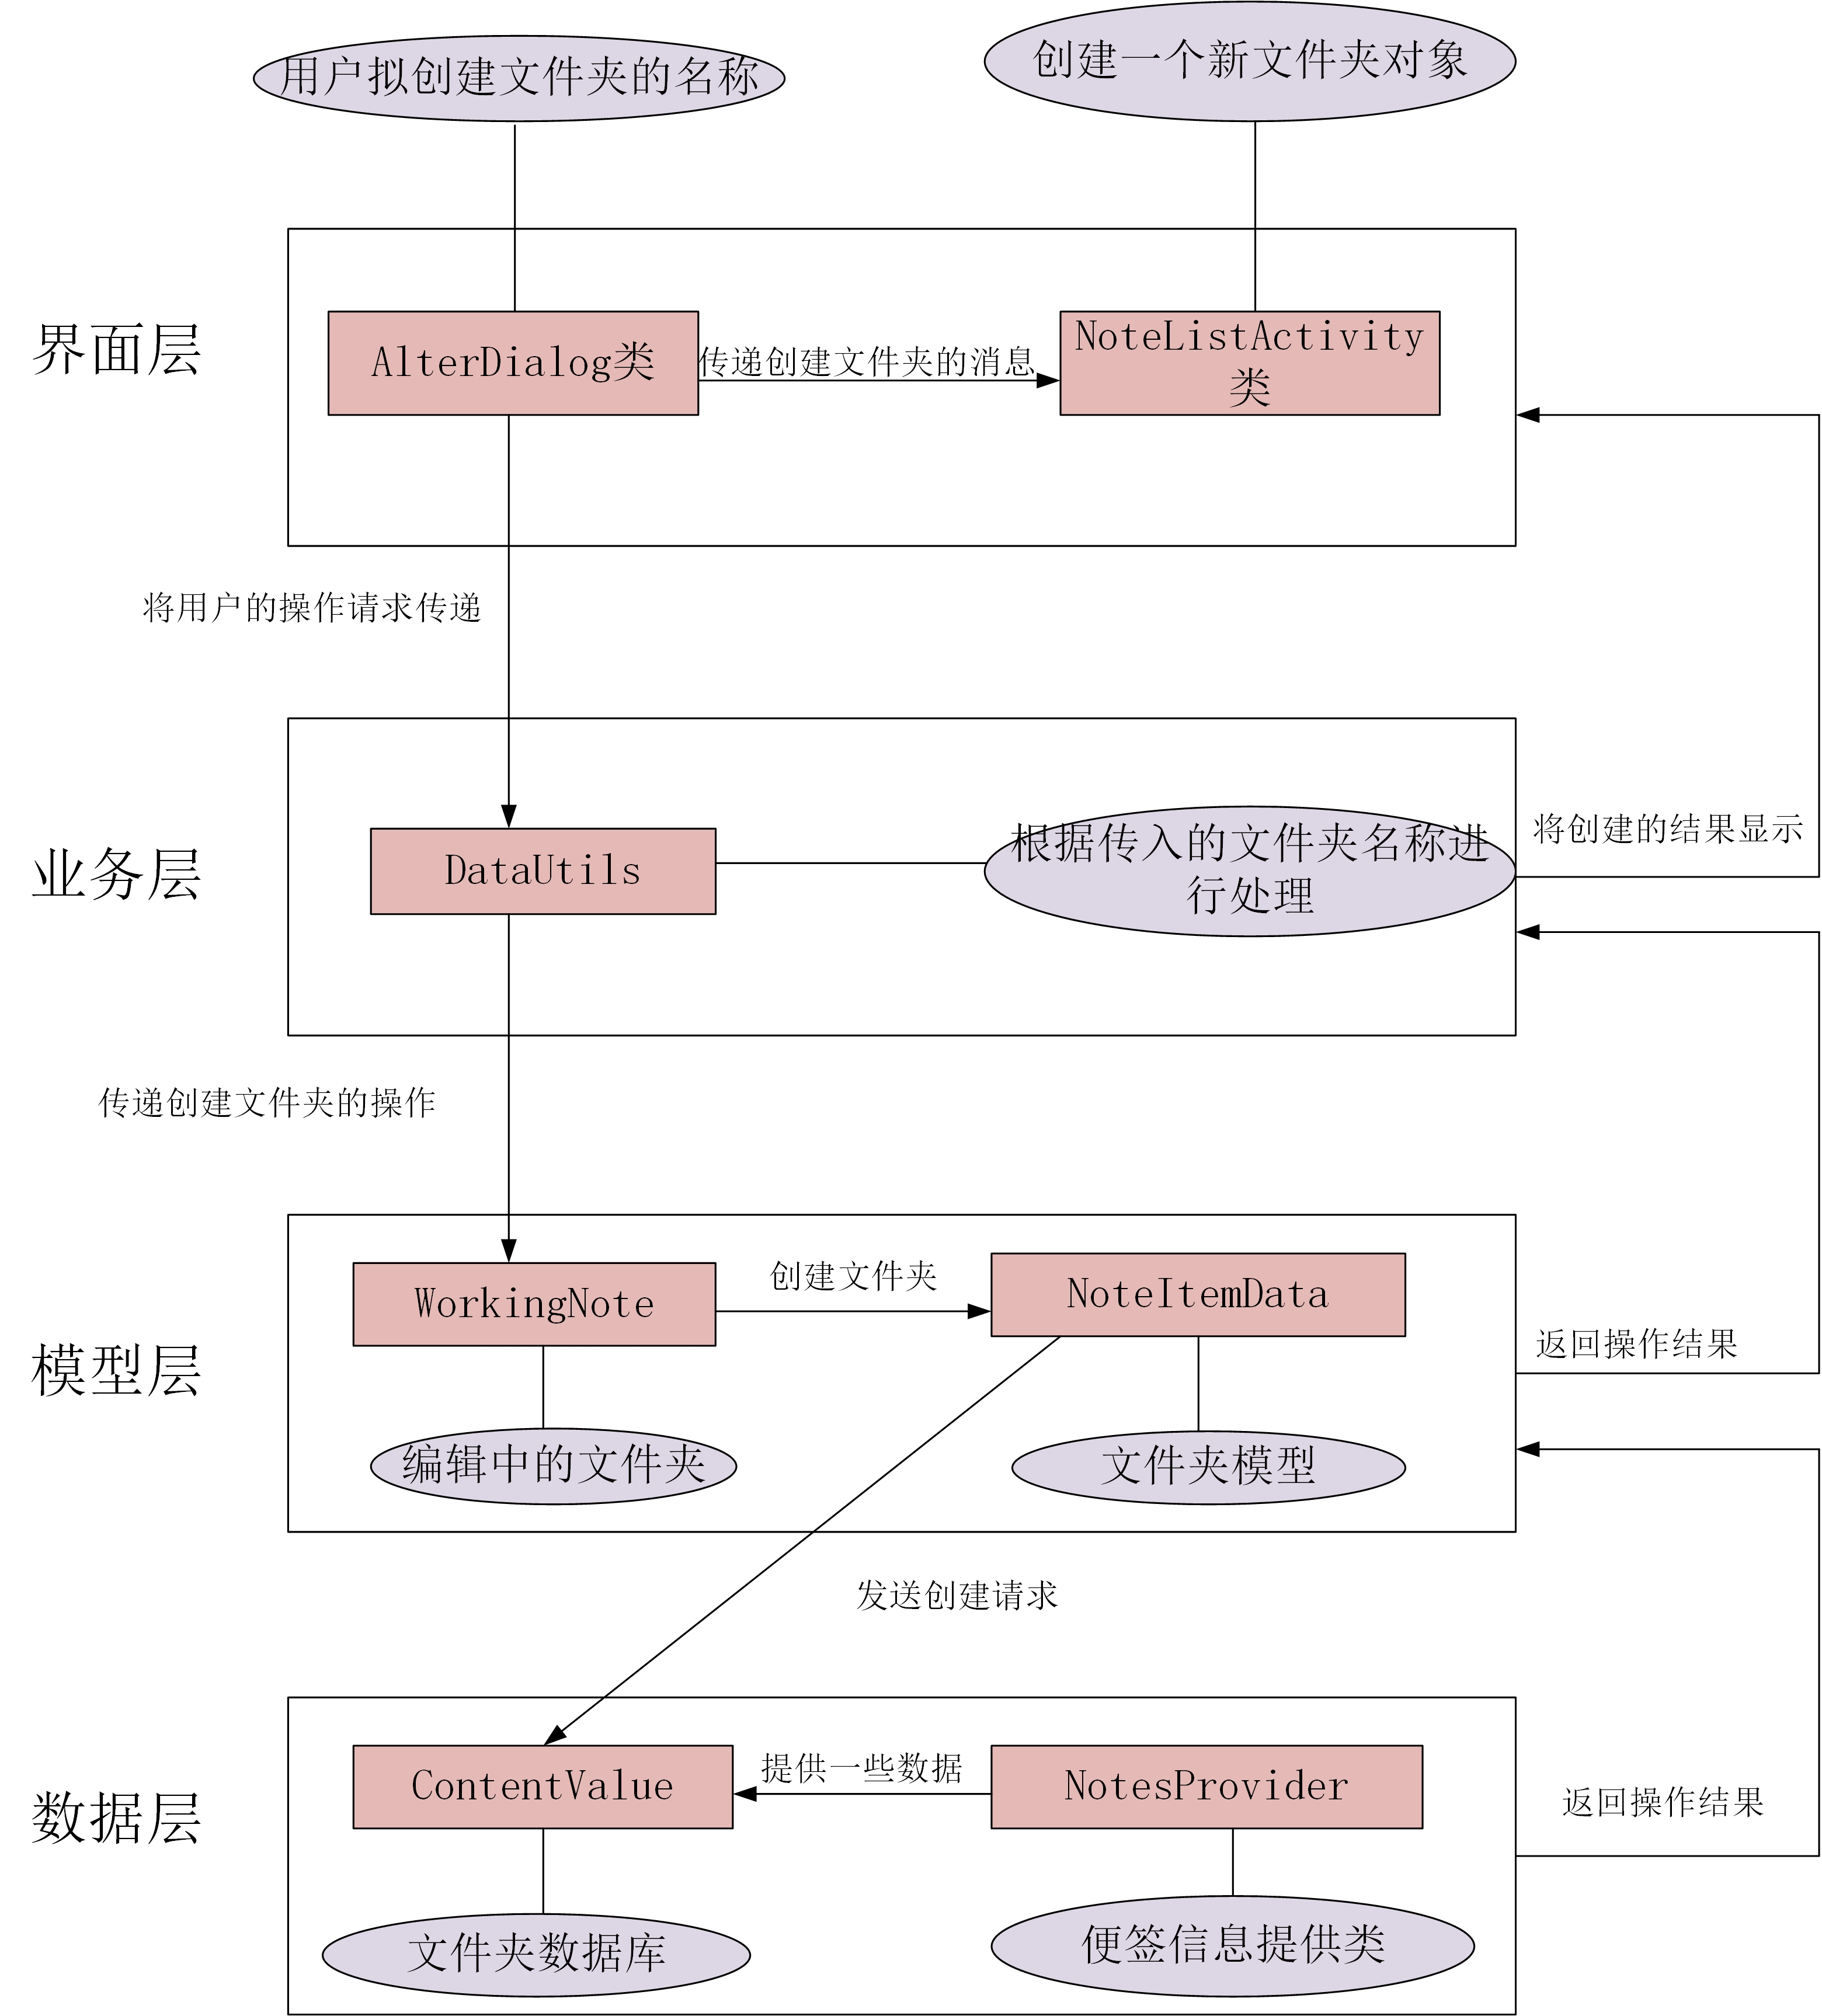 用户拟创建文件夹的名称
创建一个新文件夹对象
界面层
AlterDialog类
传递创建文件夹的消息
NoteListActivity
类
将用户的操作请求传递
业务层
DataUtils
根据传入的文件夹名称进
行处理
将创建的结果显示
传递创建文件夹的操作
模型层
WorkingNote
创建文件夹
NoteItemData
返回操作结果
编辑中的文件夹
文件夹模型
发送创建请求
数据层
ContentValue
提供一些数据
NotesProvider
返回操作结果
文件夹数据库
便签信息提供类